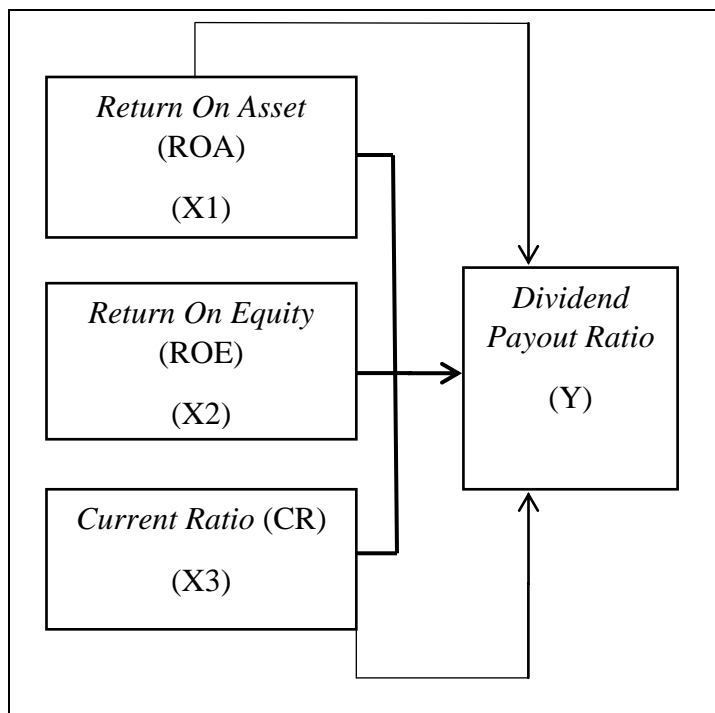 Return On Asset
(ROA)
(X1)
Return On Equity
(ROE)
(X2)
Current Ratio (CR)
(X3)
Dividend
Payout Ratio
(Y)